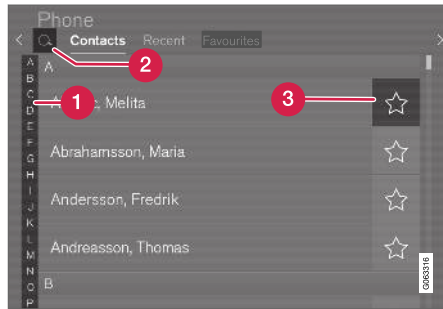 Phone
Contacts Recent Favourites
2
A
A
B
C
D
E
F
G
H
I
J
K
L
M
N
O
P
1
Melita
3
Abrahamsson, Maria
Andersson, Fredrik
Andreasson, Thomas
B
G063316